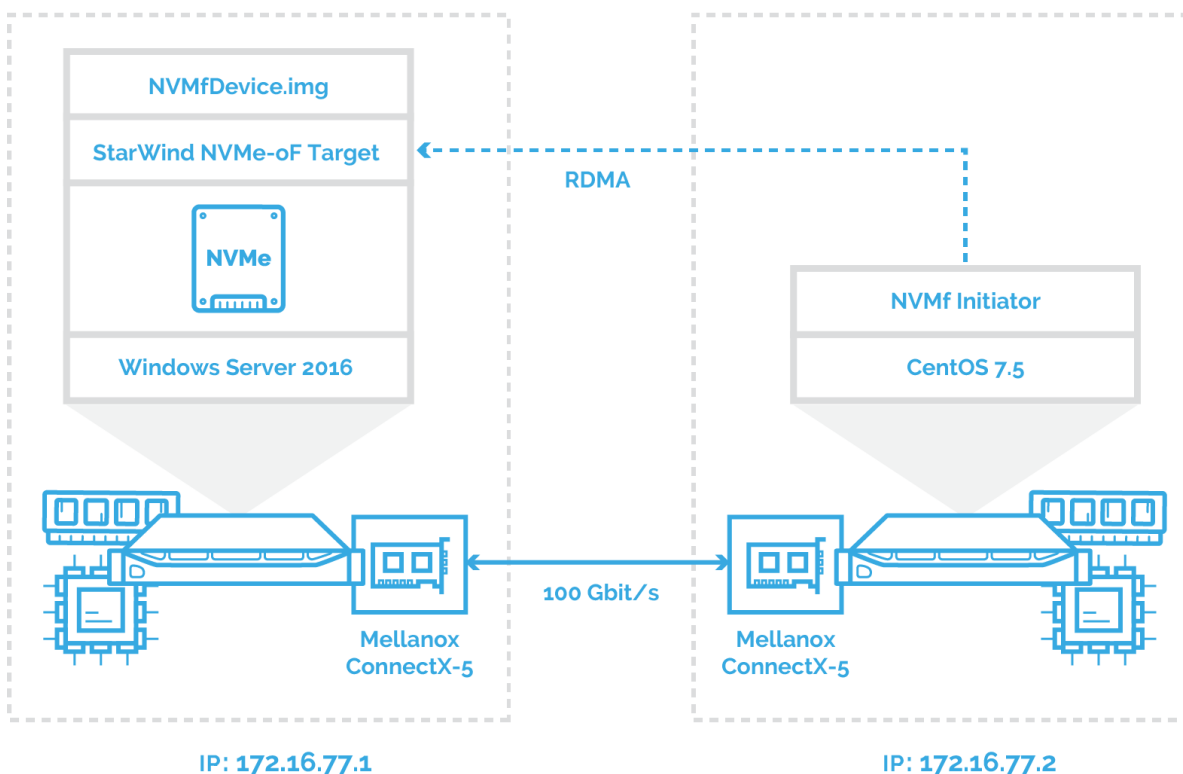 NVMfDevice.img
StarWind NVMe-oF Target
RDMA
NVMe
Windows Server 2016
NVMf Initiator
CentOS 7.5
100 Gbit/s
Mellanox
ConnectX-5
Mellanox
ConnectX-5
IP: 172.16.77.1
IP: 172.16.77.2